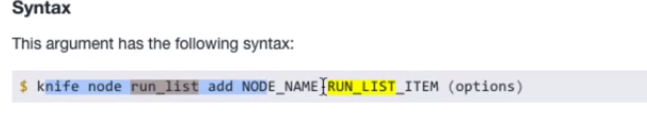 Syntax
This argument has the following syntax:
$ knife node run_list add NODE_NAME RUN_LIST_ITEM (options)